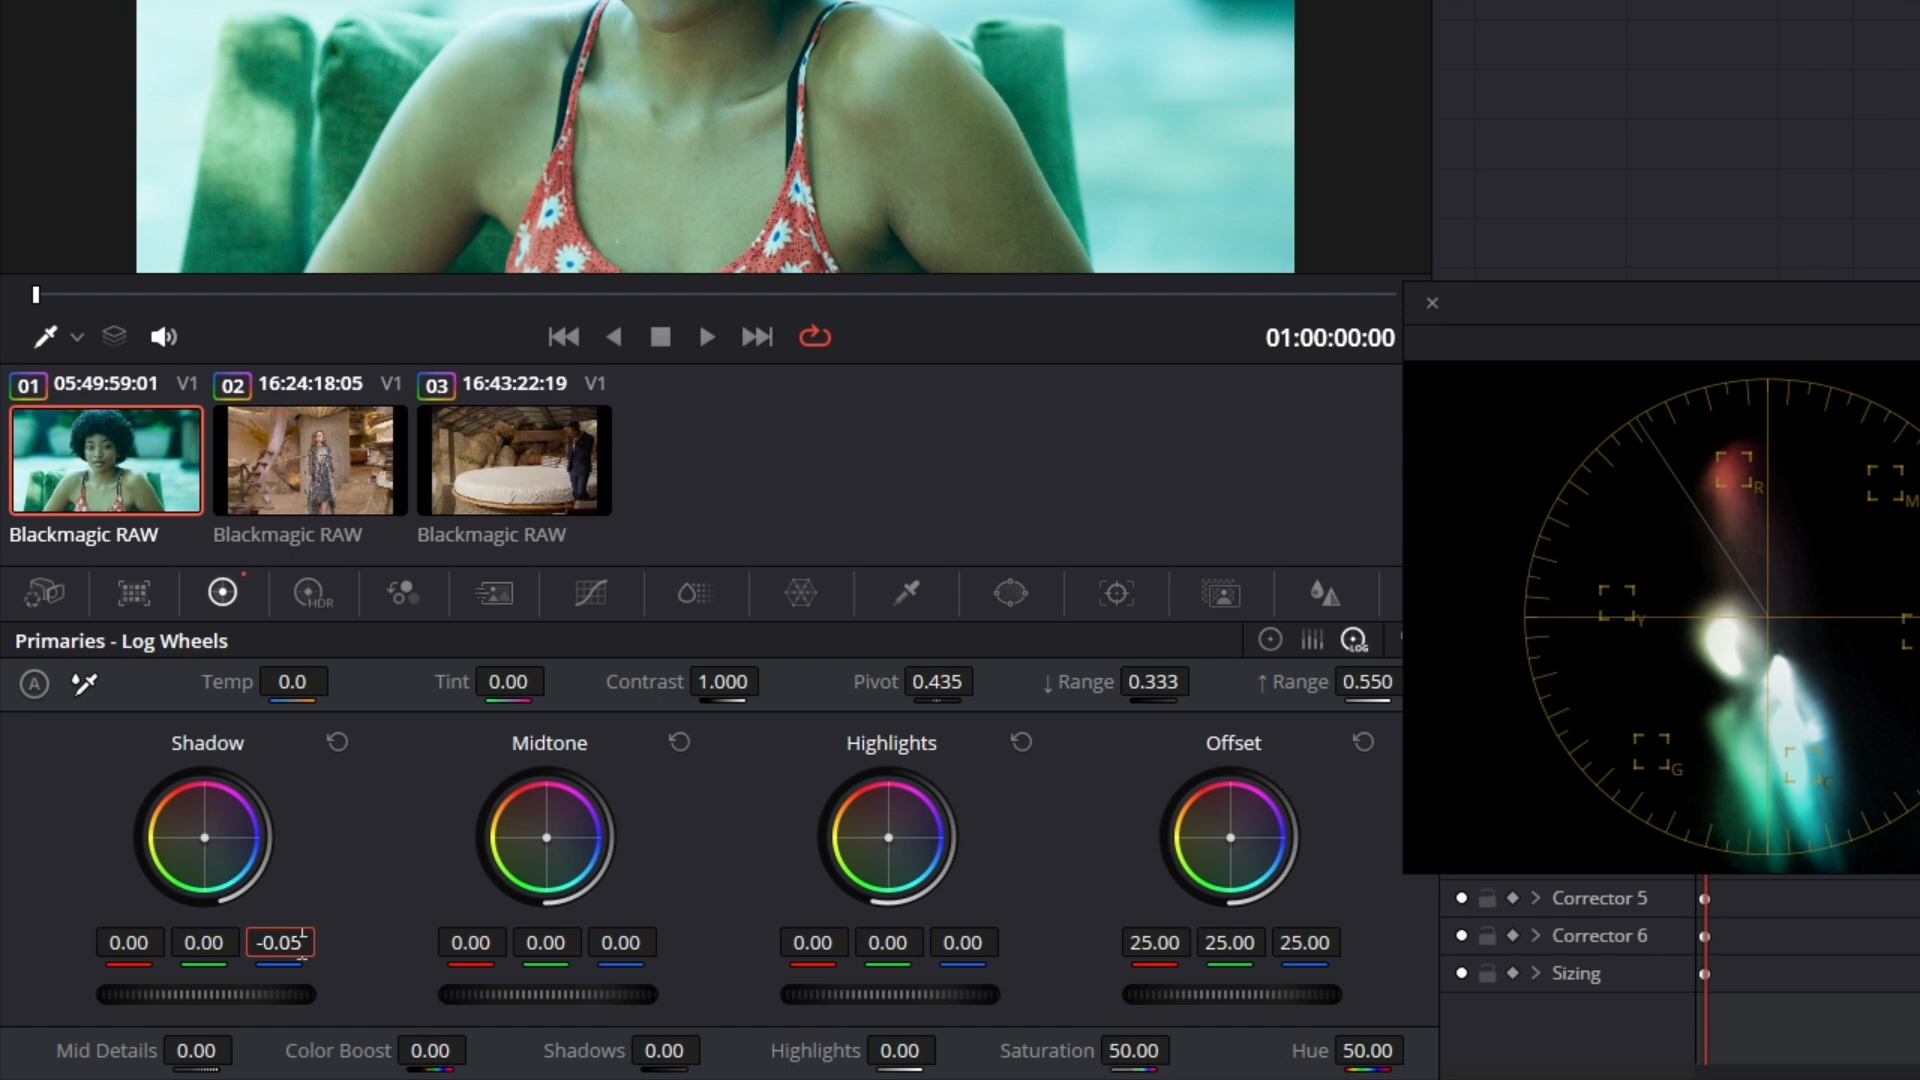 01:00:00:00
01 05:49:59:01 V1 02 16:24:18:05 V1 03 16:43:22:19 V1
Blackmagic RAW Blackmagic RAW Blackmagic RAW
HDR
Primaries - Log Wheels
LOG
Temp 0.0 Tint 0.00 Contrast 1.000 Pivot 0.435 ↓ Range 0.333 ↑ Range 0.550
A
Shadow Midtone Highlights Offset
0.00 0.00 -0.05 0.00 0.00 0.00 0.00 0.00 0.00 25.00 25.00 25.00
Mid Details 0.00 Color Boost 0.00 Shadows 0.00 Highlights 0.00 Saturation 50.00 Hue 50.00
R
M
Y
G
C
Corrector 5
Corrector 6
Sizing